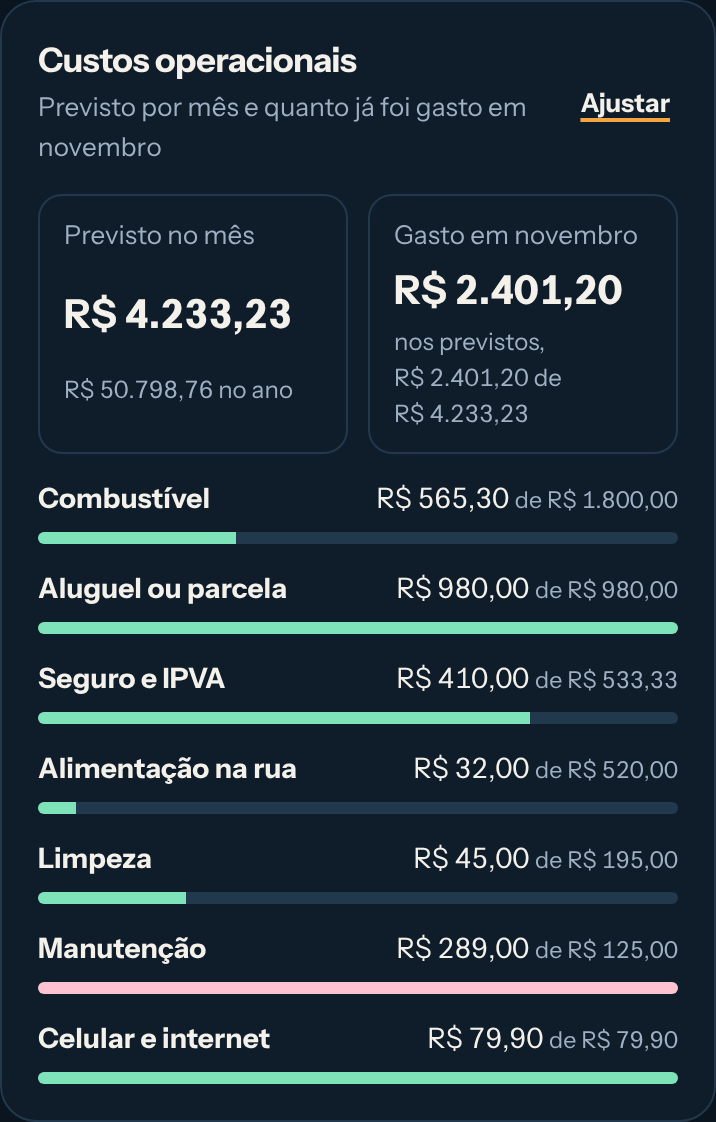 Custos operacionais
Previsto por mês e quanto já foi gasto em
novembro
Ajustar
Previsto no mês
R$ 4.233,23
R$ 50.798,76 no ano
Gasto em novembro
R$ 2.401,20
nos previstos,
R$ 2.401,20 de
R$ 4.233,23
Combustível R$ 565,30 de R$ 1.800,00
Aluguel ou parcela R$ 980,00 de R$ 980,00
Seguro e IPVA R$ 410,00 de R$ 533,33
Alimentação na rua R$ 32,00 de R$ 520,00
Limpeza R$ 45,00 de R$ 195,00
Manutenção R$ 289,00 de R$ 125,00
Celular e internet R$ 79,90 de R$ 79,90